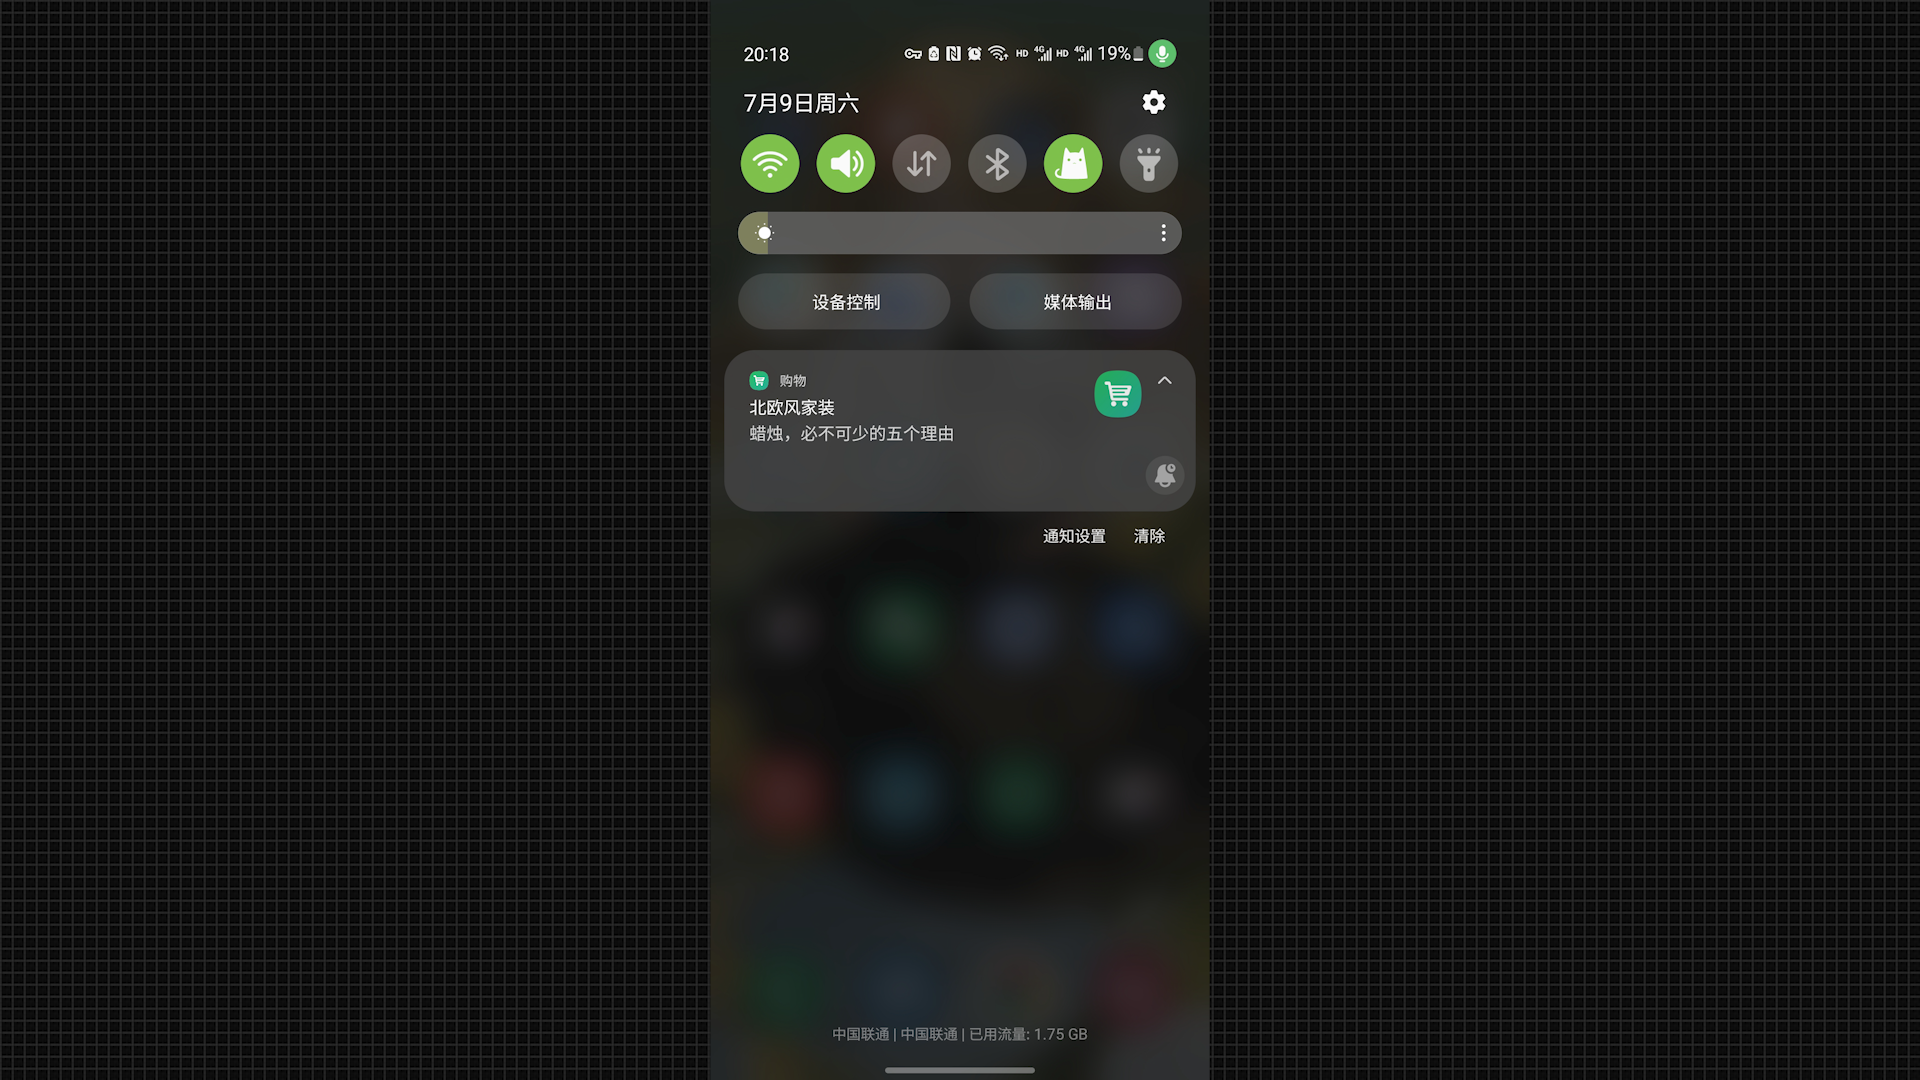 20:18 HD 4G HD 4G 19%
7月9日周六
设备控制 媒体输出
购物
北欧风家装
蜡烛，必不可少的五个理由
通知设置 清除
中国联通 | 中国联通 | 已用流量: 1.75 GB